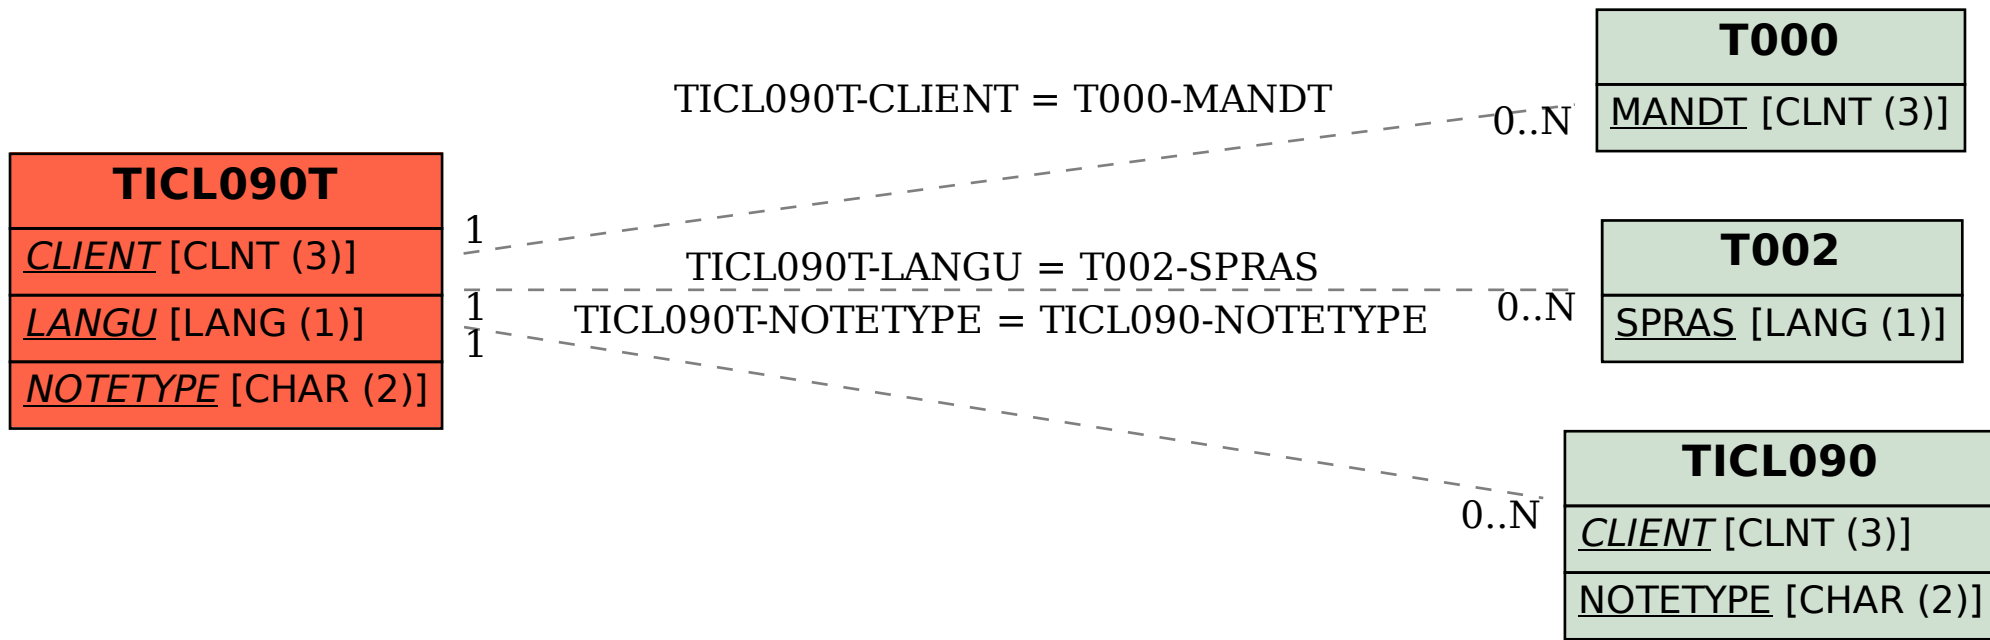 TICL090T
CLIENT [CLNT (3)]
LANGU [LANG (1)]
NOTETYPE [CHAR (2)]
TICL090T-CLIENT = T000-MANDT
1
0..N
TICL090T-LANGU = T002-SPRAS
1
0..N
TICL090T-NOTETYPE = TICL090-NOTETYPE
1
0..N
T000
MANDT [CLNT (3)]
T002
SPRAS [LANG (1)]
TICL090
CLIENT [CLNT (3)]
NOTETYPE [CHAR (2)]